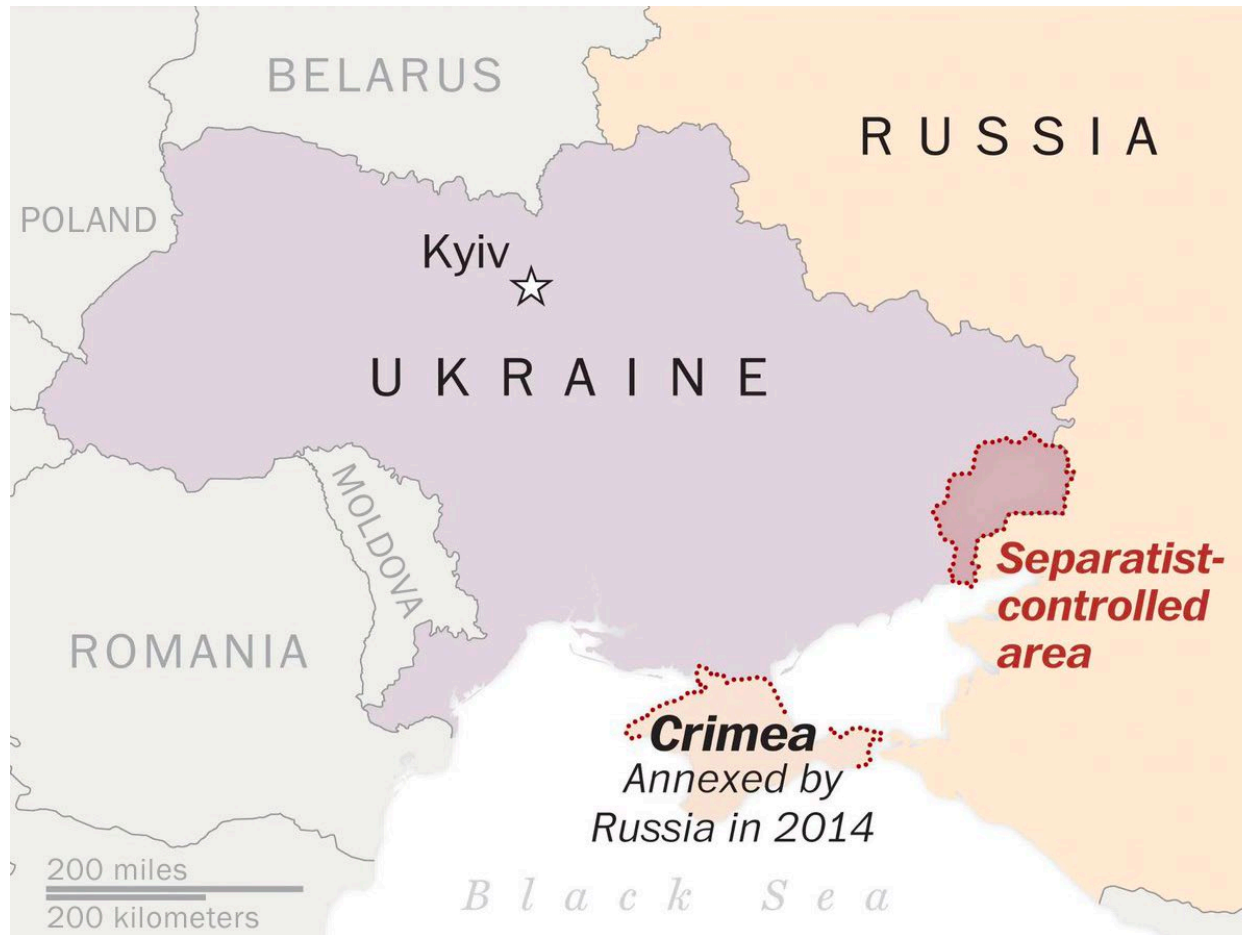 BELARUS
RUSSIA
POLAND
Kyiv
UKRAINE
MOLDOVA
Separatist-
controlled
area
ROMANIA
Crimea
Annexed by
Russia in 2014
200 miles
200 kilometers
Black Sea